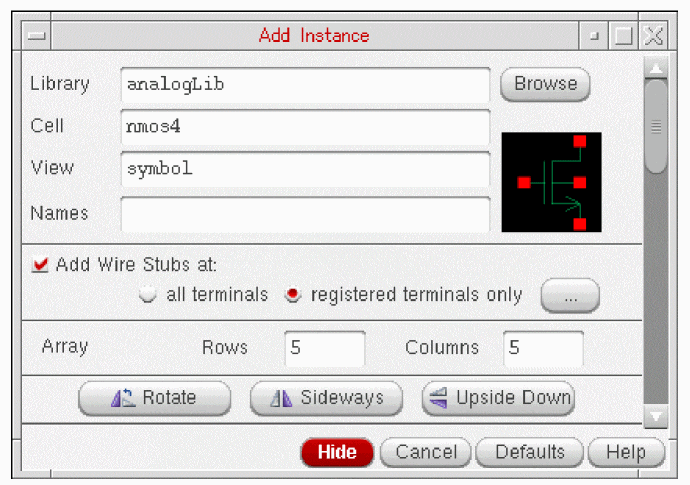 Add Instance
Library analogLib Browse
Cell nmos4
View symbol
Names
Add Wire Stubs at:
all terminals registered terminals only ...
Array Rows 5 Columns 5
Rotate Sideways Upside Down
Hide Cancel Defaults Help